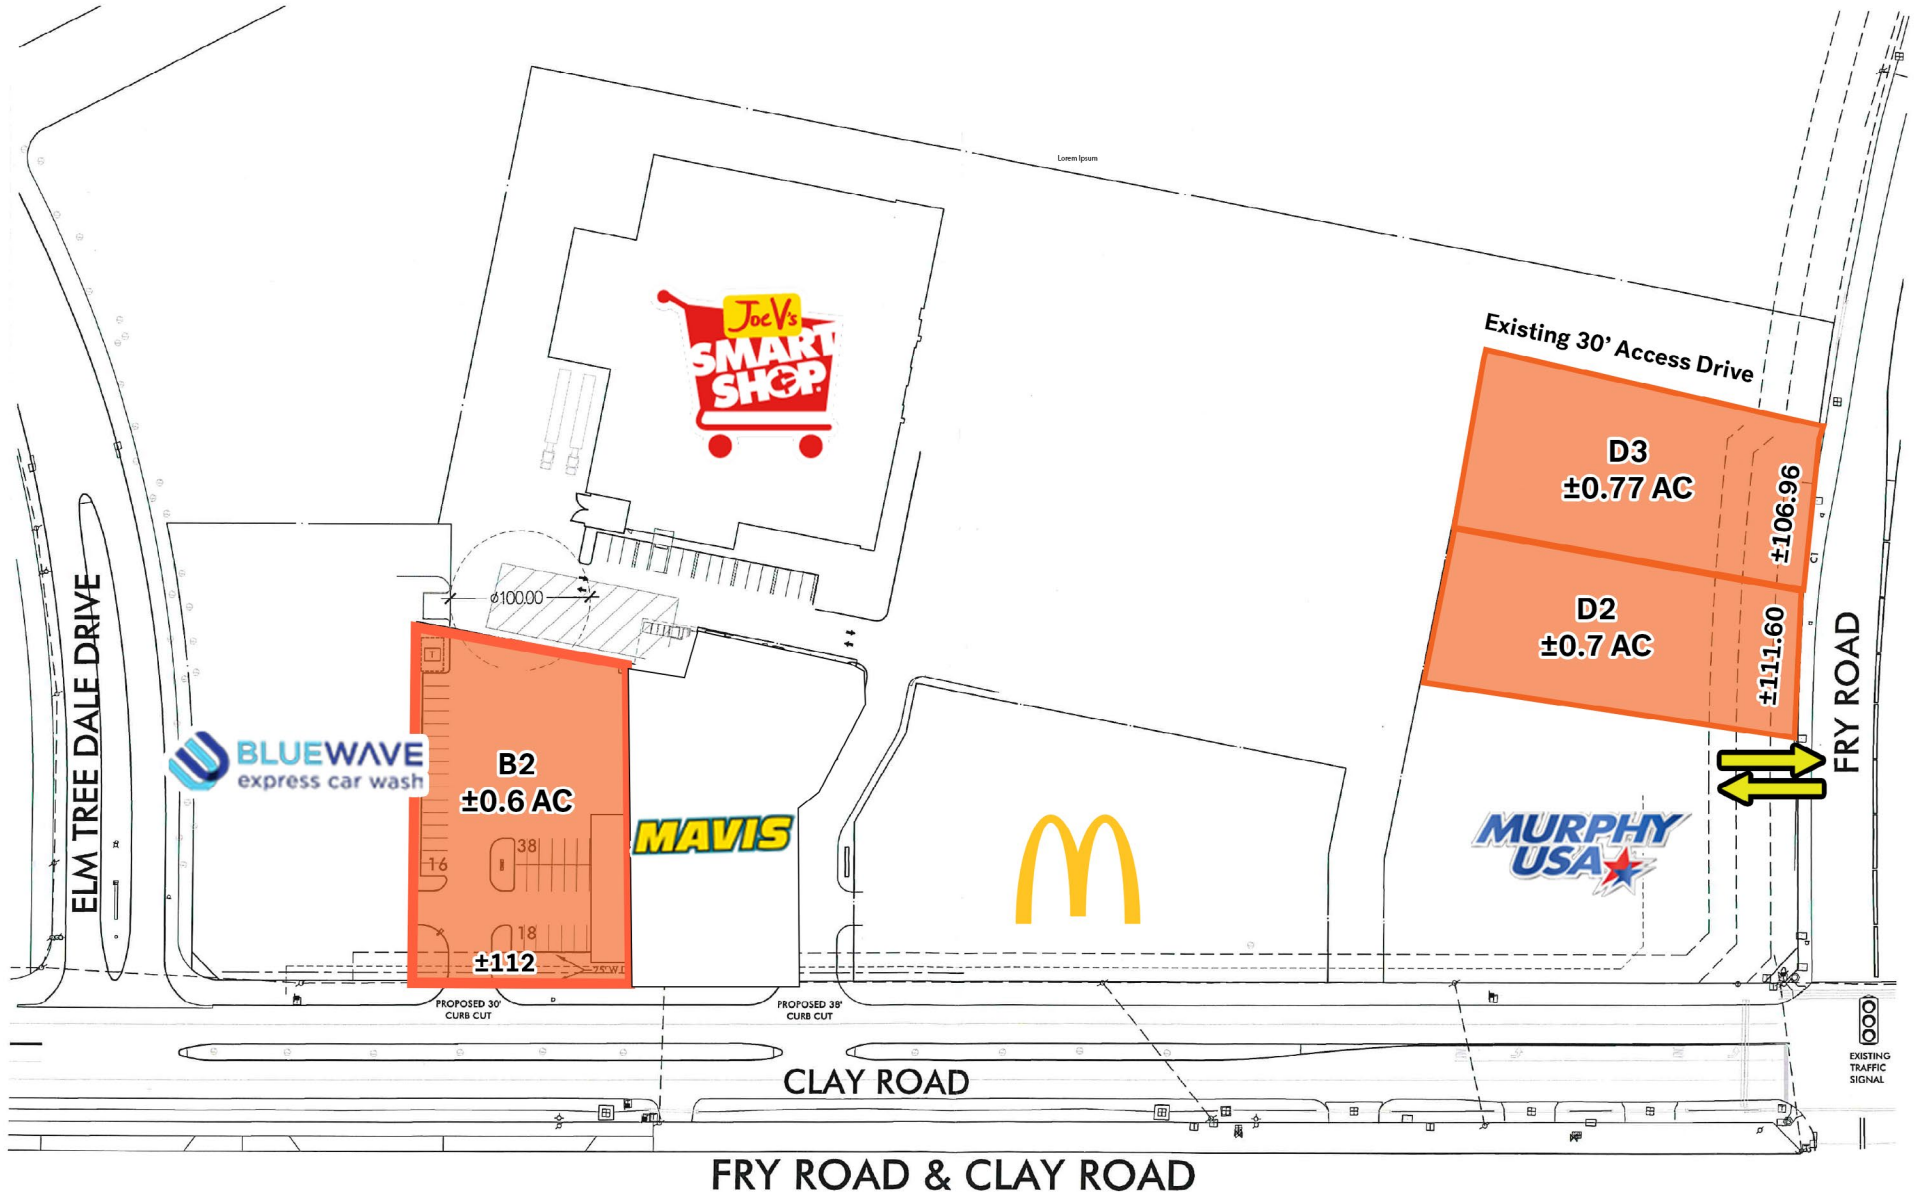 Lorem Ipsum
Existing 30' Access Drive
JOE V's
SMART
SHOP
D3
±0.77 AC
±106.96
C1
D2
±0.7 AC
±111.60
ø100.00
ELM TREE DALE DRIVE
FRY ROAD
BLUEWAVE
express car wash
B2
±0.6 AC
MAVIS
MURPHY
USA
38
16
18
±112
PROPOSED 30'
CURB CUT
PROPOSED 38'
CURB CUT
EXISTING
TRAFFIC
SIGNAL
CLAY ROAD
FRY ROAD & CLAY ROAD